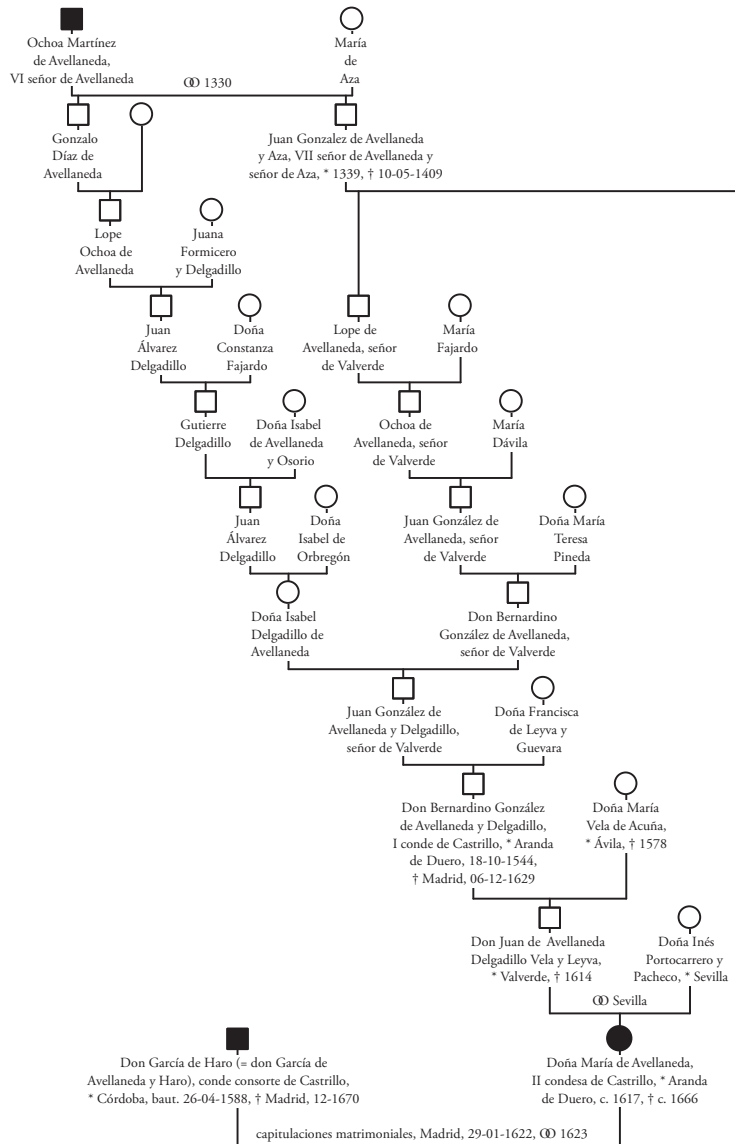 Ochoa Martínez
de Avellaneda,
VI señor de Avellaneda
María
de
Aza
ꝎO 1330
Gonzalo
Díaz de
Avellaneda
Juan Gonzalez de Avellaneda
y Aza, VII señor de Avellaneda y
señor de Aza, * 1339, † 10-05-1409
Lope
Ochoa de
Avellaneda
Juana
Formicero
y Delgadillo
Juan
Álvarez
Delgadillo
Doña
Constanza
Fajardo
Lope de
Avellaneda, señor
de Valverde
María
Fajardo
Gutierre
Delgadillo
Doña Isabel
de Avellaneda
y Osorio
Ochoa de
Avellaneda, señor
de Valverde
María
Dávila
Juan
Álvarez
Delgadillo
Doña
Isabel de
Orbregón
Juan González de
Avellaneda, señor
de Valverde
Doña María
Teresa
Pineda
Doña Isabel
Delgadillo de
Avellaneda
Don Bernardino
González de Avellaneda,
señor de Valverde
Juan González de
Avellaneda y Delgadillo,
señor de Valverde
Doña Francisca
de Leyva y
Guevara
Don Bernardino González
de Avellaneda y Delgadillo,
I conde de Castrillo, * Aranda
de Duero, 18-10-1544,
† Madrid, 06-12-1629
Doña María
Vela de Acuña,
* Ávila, † 1578
Don Juan de Avellaneda
Delgadillo Vela y Leyva,
* Valverde, † 1614
Doña Inés
Portocarrero y
Pacheco, * Sevilla
ꝎO Sevilla
Don García de Haro (= don García de
Avellaneda y Haro), conde consorte de Castrillo,
* Córdoba, baut. 26-04-1588, † Madrid, 12-1670
Doña María de Avellaneda,
II condesa de Castrillo, * Aranda
de Duero, c. 1617, † c. 1666
capitulaciones matrimoniales, Madrid, 29-01-1622, ꝎO 1623